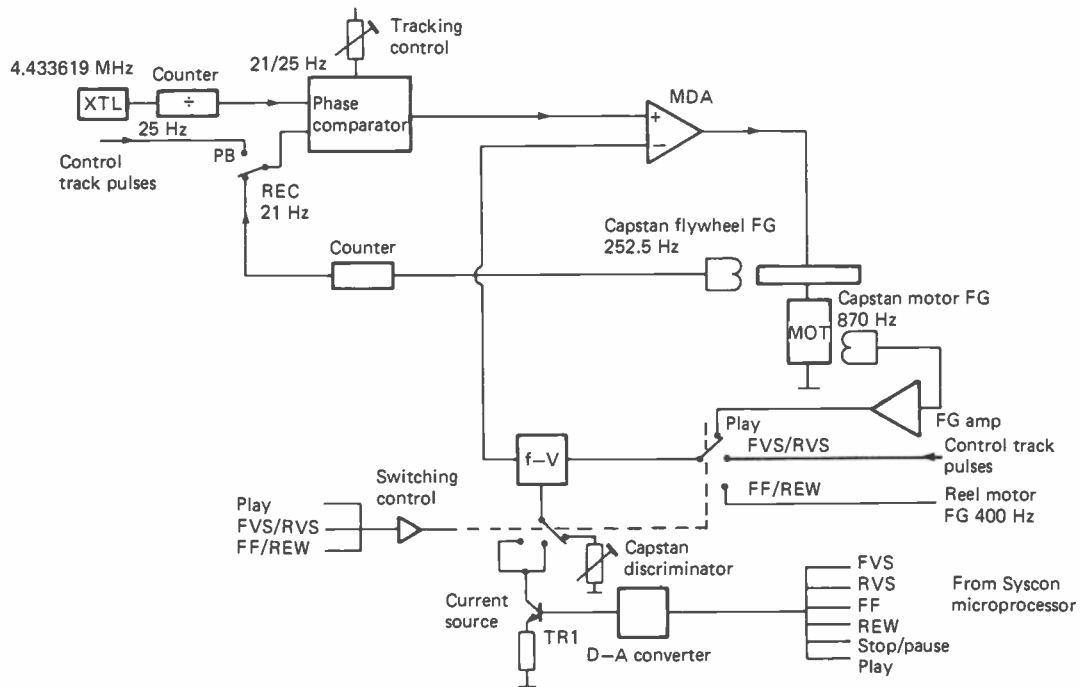 Tracking
control
4.433619 MHz
Counter
21/25 Hz
XTL
÷
Phase
comparator
MDA
+
−
25 Hz
Control
track pulses
PB
REC
21 Hz
Counter
Capstan flywheel FG
252.5 Hz
MOT
Capstan motor FG
870 Hz
FG amp
Play
FVS/RVS
Control track
pulses
f–V
FF/REW
Reel motor
FG 400 Hz
Switching
control
Play
FVS/RVS
FF/REW
Capstan
discriminator
Current
source
TR1
D–A converter
FVS
RVS
FF
REW
Stop/pause
Play
From Syscon
microprocessor